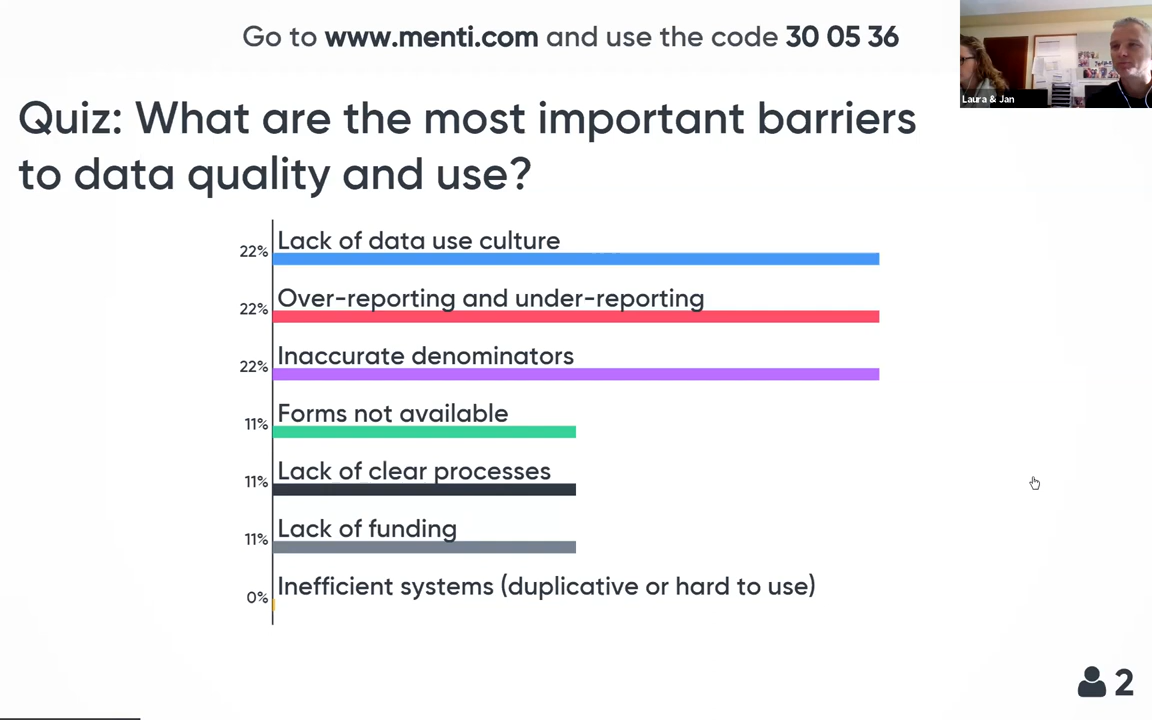 Go to www.menti.com and use the code 30 05 36
Laura & Jan
Quiz: What are the most important barriers
to data quality and use?
22% Lack of data use culture
22% Over-reporting and under-reporting
22% Inaccurate denominators
11% Forms not available
11% Lack of clear processes
11% Lack of funding
0% Inefficient systems (duplicative or hard to use)
2